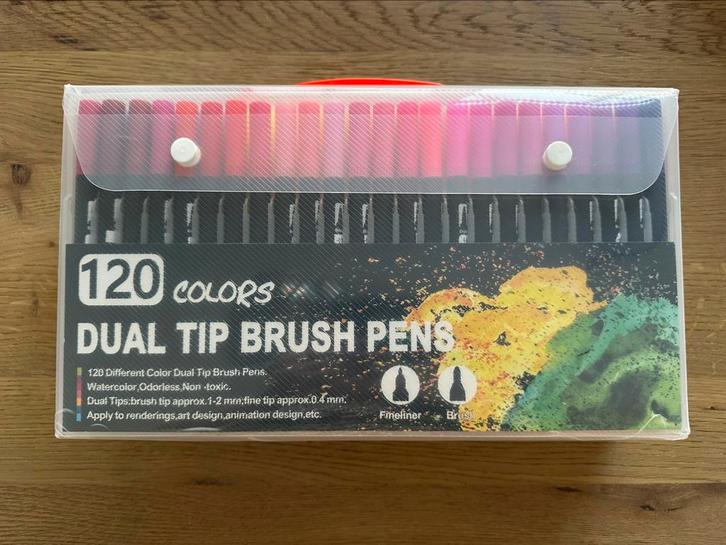 120 COLORS
DUAL TIP BRUSH PENS
120 Different Color Dual Tip Brush Pens.
Watercolor,Odorless,Non -toxic.
Dual Tips:brush tip approx.1-2 mm;fine tip approx.0.4 mm.
Apply to renderings,art design,animation design,etc.
Fineliner
Brush